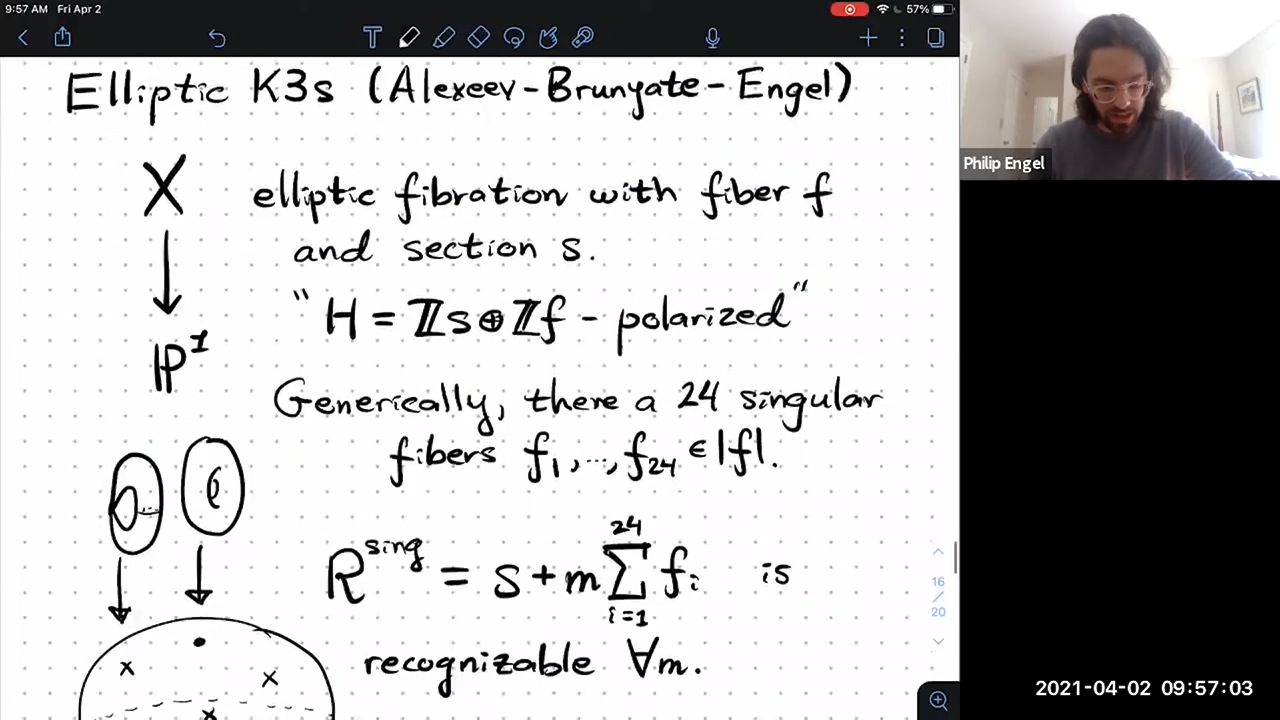 9:57 AM Fri Apr 2
57%
Elliptic K3s (Alexeev-Brunyate-Engel)
X elliptic fibration with fiber f
and section s.
"H = ℤs⊕ℤf - polarized"
ℙ¹
Generically, there a 24 singular
fibers f₁,...,f₂₄ ∈ |f|.
R^sing = s + m ∑_{i=1}^{24} f_i is
recognizable ∀m.
16
/
20
Philip Engel
2021-04-02 09:57:03